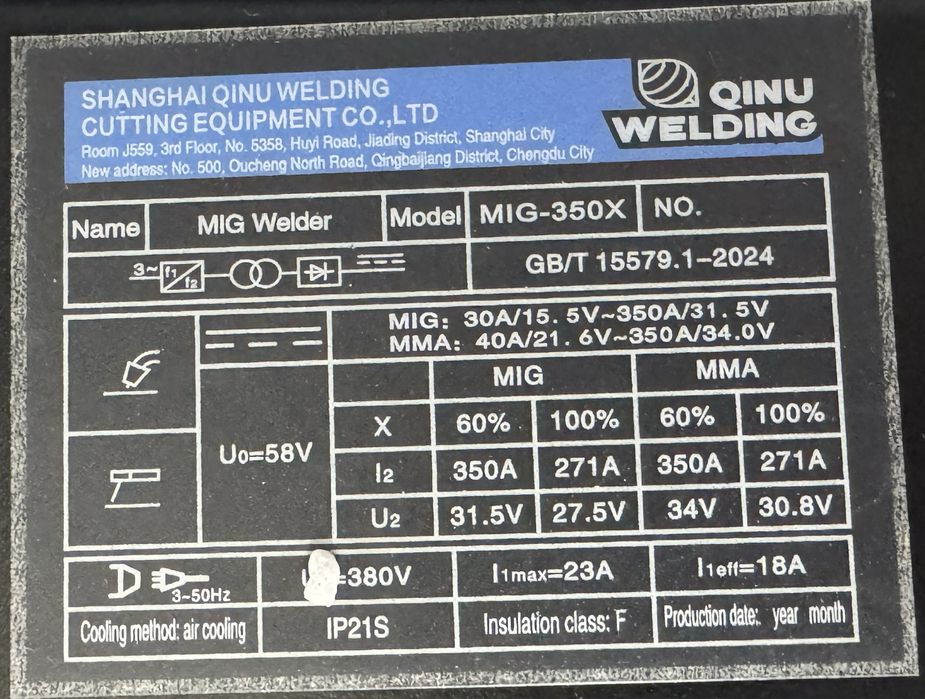 SHANGHAI QINU WELDING
CUTTING EQUIPMENT CO.,LTD
Room J559, 3rd Floor, No. 5358, Huyi Road, Jiading District, Shanghai City
New address: No. 500, Oucheng North Road, Qingbaijiang District, Chengdu City
QINU
WELDING
Name MIG Welder Model MIG-350X NO.
3~ f1 f2 GB/T 15579.1-2024
MIG: 30A/15.5V~350A/31.5V
MMA: 40A/21.6V~350A/34.0V
MIG MMA
X 60% 100% 60% 100%
U0=58V
I2 350A 271A 350A 271A
U2 31.5V 27.5V 34V 30.8V
3~50Hz =380V I1max=23A I1eff=18A
Cooling method: air cooling IP21S Insulation class: F Production date: year month